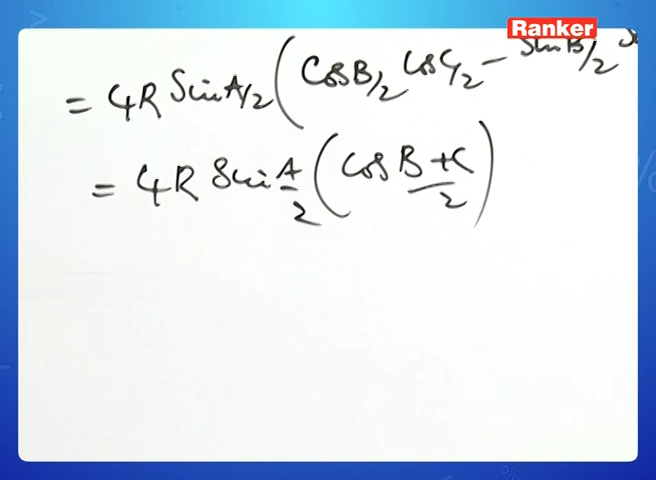 Ranker
= 4R Sin A/2 ( Cos B/2 Cos C/2 - Sin B/2
= 4R Sin A/2 ( Cos B+C/2 )